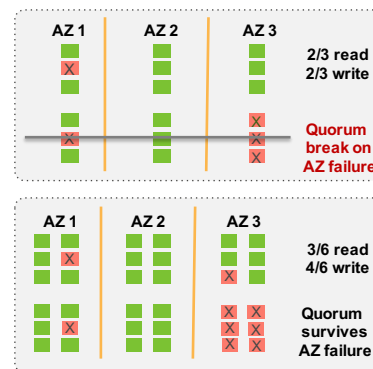 AZ 1 AZ 2 AZ 3
2/3 read
2/3 write
X
X
X
X
X
Quorum
break on
AZ failure
AZ 1 AZ 2 AZ 3
3/6 read
4/6 write
X
X
X X
X X X
X X
Quorum
survives
AZ failure